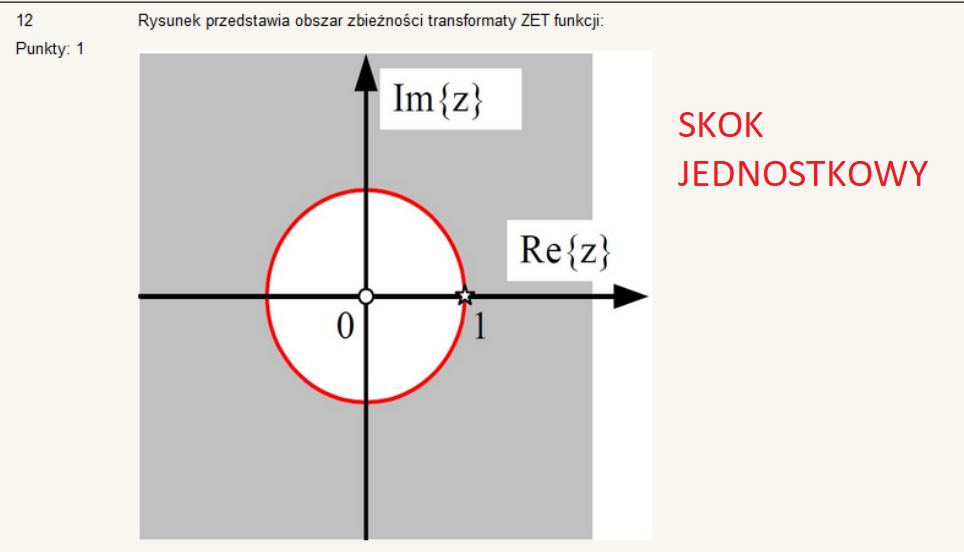 12
Rysunek przedstawia obszar zbieżności transformaty ZET funkcji:
Punkty: 1
Im{z}
SKOK
JEDNOSTKOWY
Re{z}
0
1